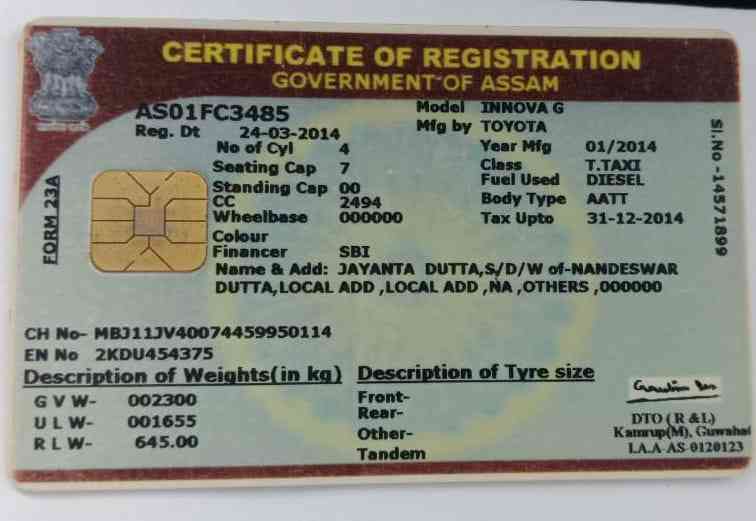 CERTIFICATE OF REGISTRATION
GOVERNMENT OF ASSAM
AS01FC3485
Reg. Dt 24-03-2014
Model INNOVA G
Mfg by TOYOTA
No of Cyl 4
Year Mfg 01/2014
Seating Cap 7
Class T.TAXI
Standing Cap 00
Fuel Used DIESEL
CC 2494
Body Type AATT
Wheelbase 000000
Tax Upto 31-12-2014
Colour
Financer SBI
Name & Add: JAYANTA DUTTA,S/D/W of-NANDESWAR
DUTTA,LOCAL ADD ,LOCAL ADD ,NA ,OTHERS ,000000
FORM 23A
Sl.No -14571899
CH No- MBJ11JV40074459950114
EN No 2KDU454375
Description of Weights(in kg)
G V W- 002300
U L W- 001655
R L W- 645.00
Description of Tyre size
Front-
Rear-
Other-
Tandem
DTO ( R & L)
Kamrup(M), Guwahat
I.A.A-AS-0120123